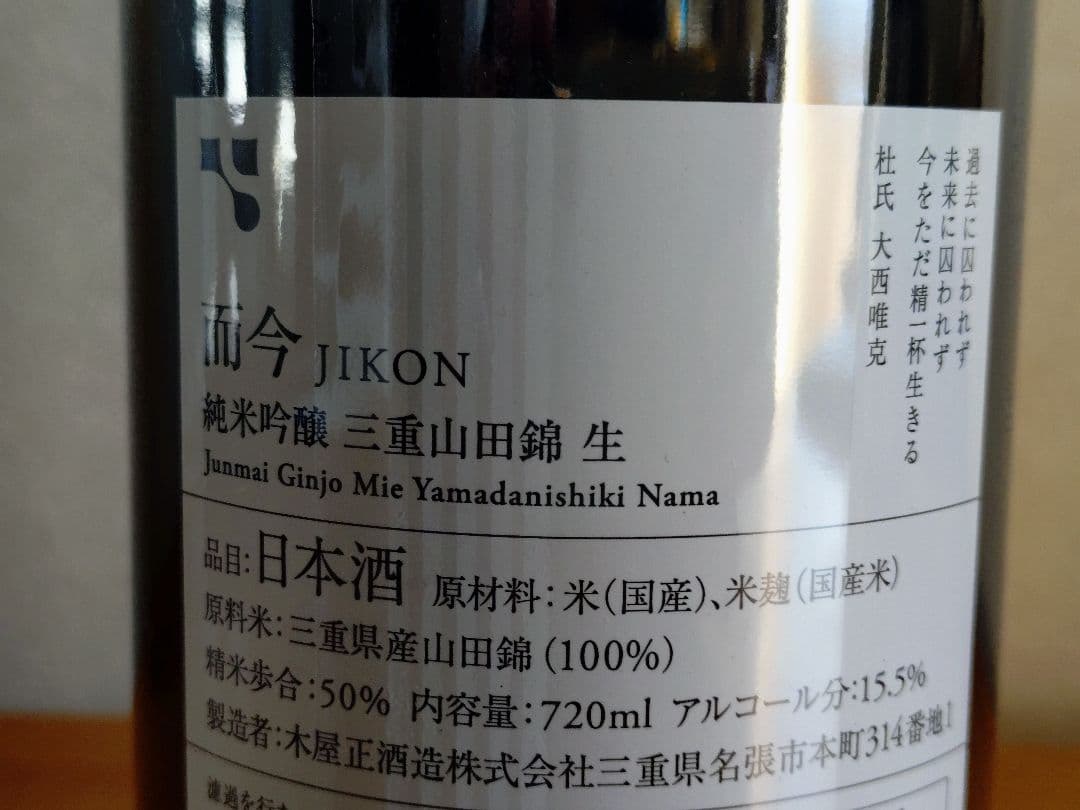 過去に囚われず
未来に囚われず
今をただ精一杯生きる
杜氏 大西唯克
而今 JIKON
純米吟醸 三重山田錦 生
Junmai Ginjo Mie Yamadanishiki Nama
品目:日本酒 原材料:米(国産)、米麹(国産米)
原料米:三重県産山田錦(100%)
精米歩合:50% 内容量:720ml アルコール分:15.5%
製造者:木屋正酒造株式会社三重県名張市本町314番地1
濾過を行